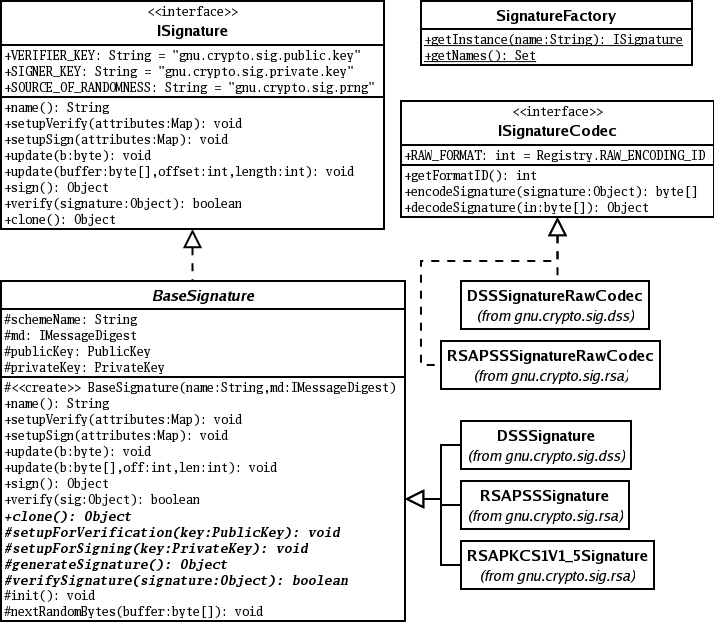 <<interface>>
ISignature
+VERIFIER_KEY: String = "gnu.crypto.sig.public.key"
+SIGNER_KEY: String = "gnu.crypto.sig.private.key"
+SOURCE_OF_RANDOMNESS: String = "gnu.crypto.sig.prng"
+name(): String
+setupVerify(attributes:Map): void
+setupSign(attributes:Map): void
+update(b:byte): void
+update(buffer:byte[],offset:int,length:int): void
+sign(): Object
+verify(signature:Object): boolean
+clone(): Object
SignatureFactory
+getInstance(name:String): ISignature
+getNames(): Set
<<interface>>
ISignatureCodec
+RAW_FORMAT: int = Registry.RAW_ENCODING_ID
+getFormatID(): int
+encodeSignature(signature:Object): byte[]
+decodeSignature(in:byte[]): Object
BaseSignature
#schemeName: String
#md: IMessageDigest
#publicKey: PublicKey
#privateKey: PrivateKey
#<<create>> BaseSignature(name:String,md:IMessageDigest)
+name(): String
+setupVerify(attributes:Map): void
+setupSign(attributes:Map): void
+update(b:byte): void
+update(b:byte[],off:int,len:int): void
+sign(): Object
+verify(sig:Object): boolean
+clone(): Object
#setupForVerification(key:PublicKey): void
#setupForSigning(key:PrivateKey): void
#generateSignature(): Object
#verifySignature(signature:Object): boolean
#init(): void
#nextRandomBytes(buffer:byte[]): void
DSSSignatureRawCodec
(from gnu.crypto.sig.dss)
RSAPSSSignatureRawCodec
(from gnu.crypto.sig.rsa)
DSSSignature
(from gnu.crypto.sig.dss)
RSAPSSSignature
(from gnu.crypto.sig.rsa)
RSAPKCS1V1_5Signature
(from gnu.crypto.sig.rsa)